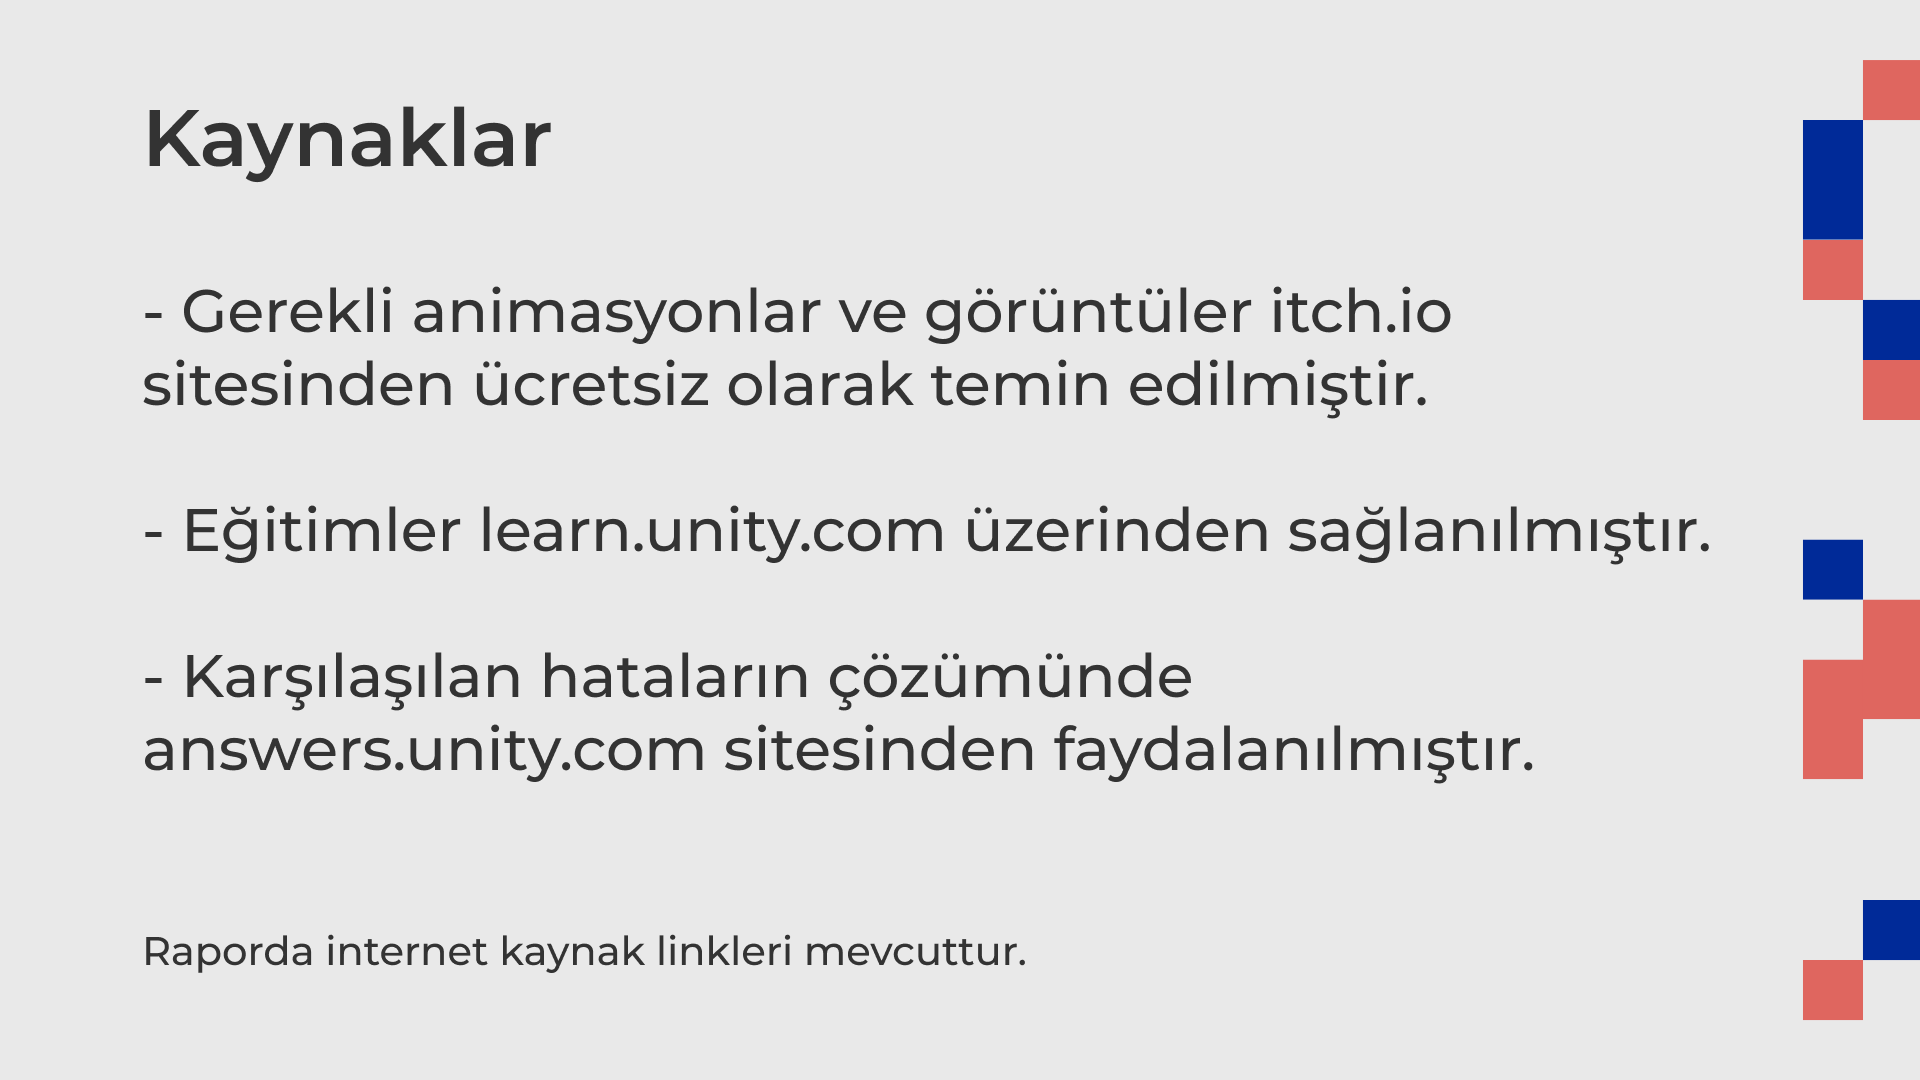 Kaynaklar
- Gerekli animasyonlar ve görüntüler itch.io
sitesinden ücretsiz olarak temin edilmiştir.
- Eğitimler learn.unity.com üzerinden sağlanılmıştır.
- Karşılaşılan hataların çözümünde
answers.unity.com sitesinden faydalanılmıştır.
Raporda internet kaynak linkleri mevcuttur.